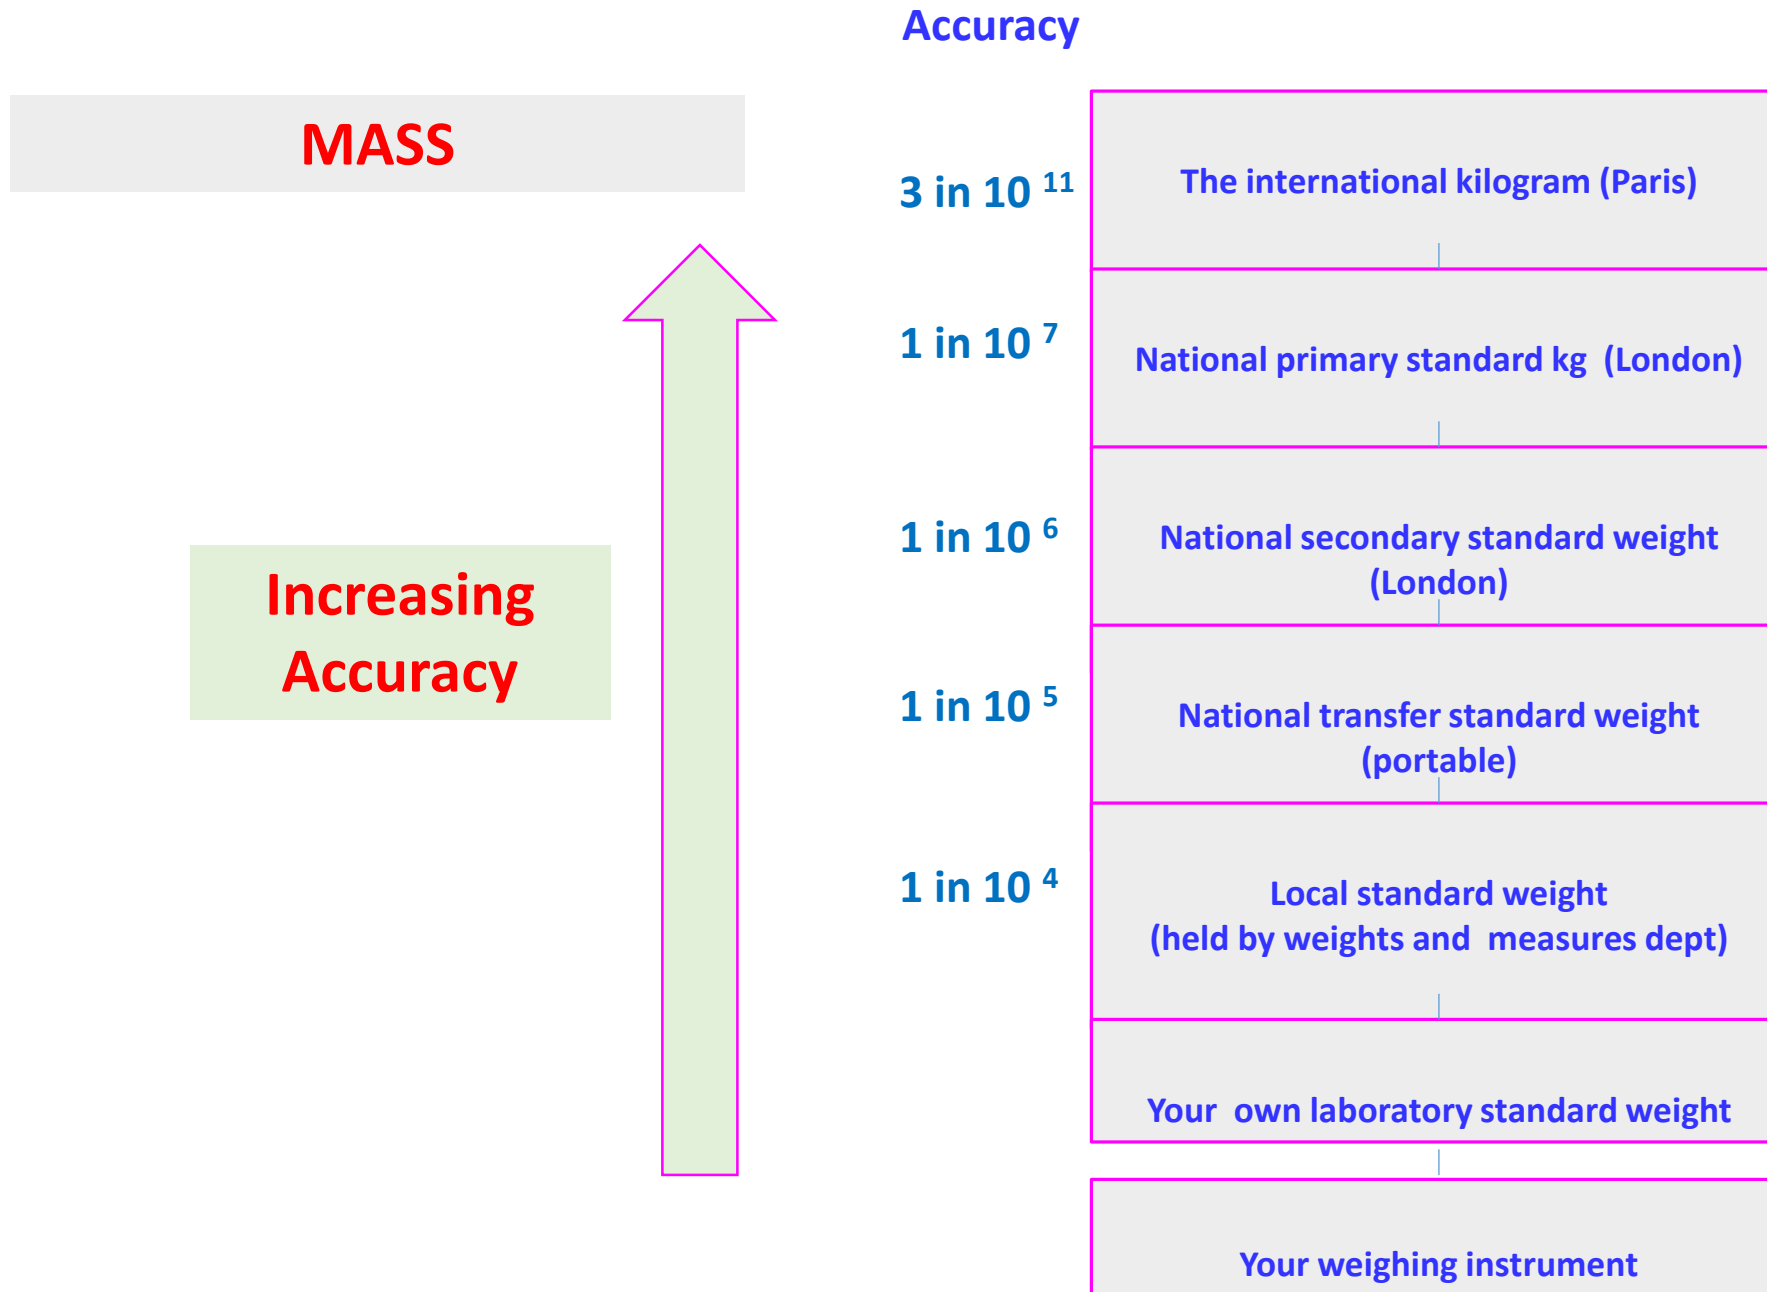 Accuracy
MASS
3 in 10 11
The international kilogram (Paris)
1 in 10 7
National primary standard kg (London)
1 in 10 6
National secondary standard weight
(London)
Increasing
Accuracy
1 in 10 5
National transfer standard weight
(portable)
1 in 10 4
Local standard weight
(held by weights and measures dept)
Your own laboratory standard weight
Your weighing instrument